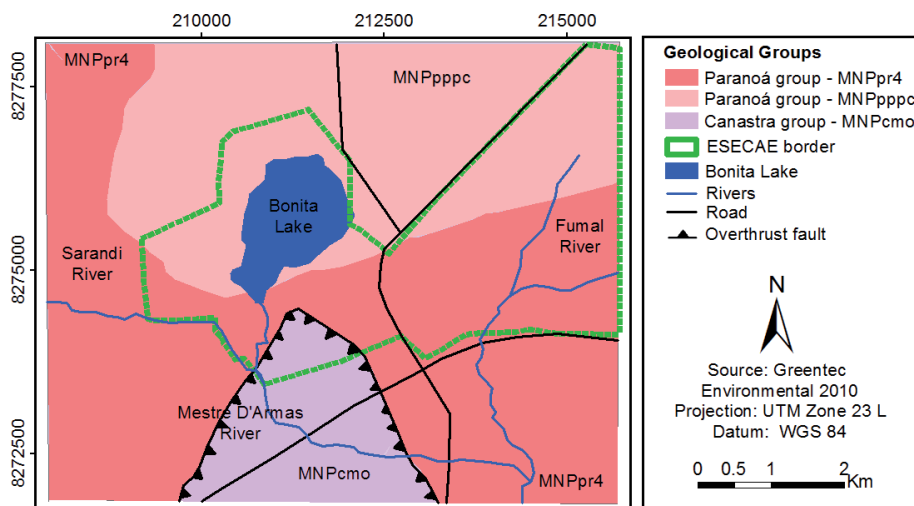 210000 212500 215000
8277500
8275000
8272500
MNPpr4
MNPpppc
Bonita
Lake
Sarandi
River
Fumal
River
Mestre D'Armas
River
MNPcmo
MNPpr4
Geological Groups
Paranoá group - MNPpr4
Paranoá group - MNPpppc
Canastra group - MNPcmo
ESECAE border
Bonita Lake
Rivers
Road
Overthrust fault
N
Source: Greentec
Environmental 2010
Projection: UTM Zone 23 L
Datum: WGS 84
0 0.5 1 2
Km